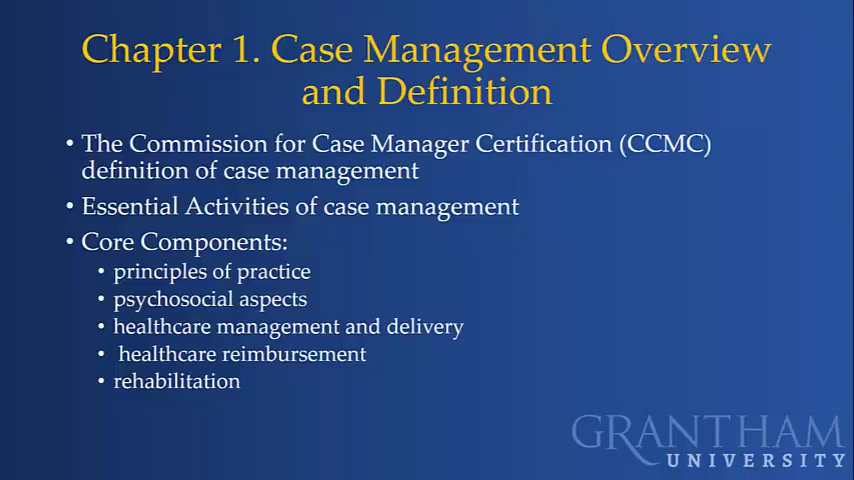 Chapter 1. Case Management Overview
and Definition
• The Commission for Case Manager Certification (CCMC)
definition of case management
• Essential Activities of case management
• Core Components:
• principles of practice
• psychosocial aspects
• healthcare management and delivery
• healthcare reimbursement
• rehabilitation
GRANTHAM
UNIVERSITY